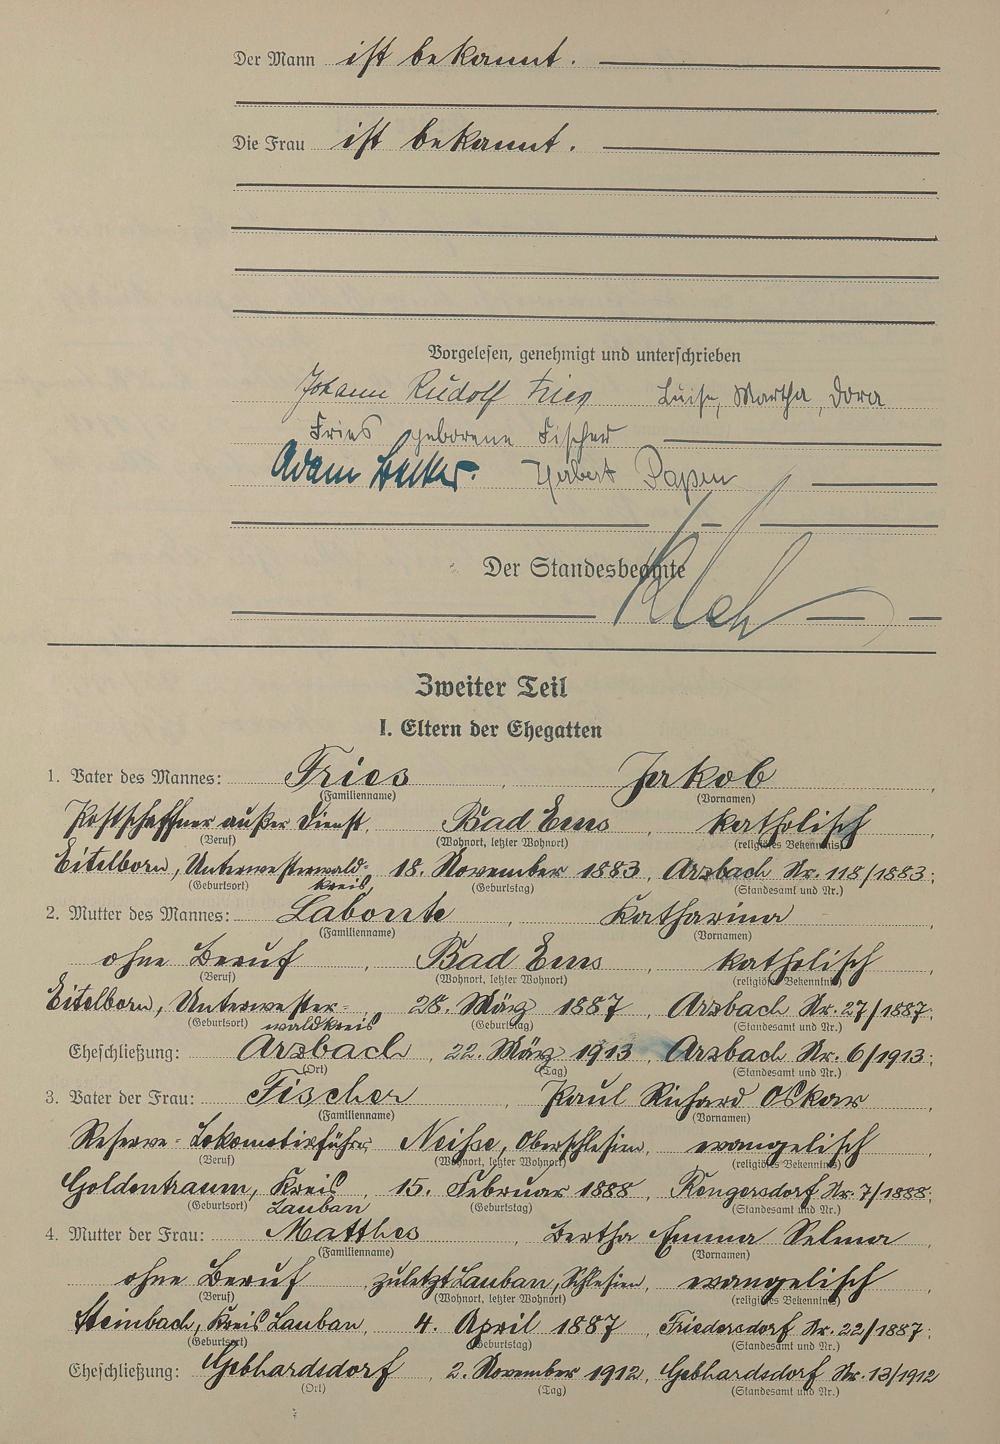 Der Mann ist bekannt.
Die Frau ist bekannt.
Vorgelesen, genehmigt und unterschrieben
Johann Rudolf Fries Luise, Martha, Dora
Fries geborene Fischer
Adam Herbert Papen
Der Standesbeamte
Zweiter Teil
I. Eltern der Ehegatten
1. Vater des Mannes: Fries, Jakob,
(Familienname) (Vornamen)
Postschaffner außer Dienst, Bad Ems katholisch,
(Beruf) (Wohnort, letzter Wohnort) (religiöses Bekenntnis)
Eitelborn, Unterwesterwald- 18. November 1883, Arzbach Nr. 118/1883;
kreis,
(Geburtsort) (Geburtstag) (Standesamt und Nr.)
2. Mutter des Mannes: Labonte, Katharina,
(Familienname) (Vornamen)
ohne Beruf, Bad Ems, katholisch,
(Beruf) (Wohnort, letzter Wohnort) (religiöses Bekenntnis)
Eitelborn, Unterwester- 28. März 1887, Arzbach Nr. 27/1887;
(Geburtsort) waldkreis (Geburtstag) (Standesamt und Nr.)
Eheschließung: Arzbach, 22. März 1913, Arzbach Nr. 6/1913;
(Ort) (Tag) (Standesamt und Nr.)
3. Vater der Frau: Fischer, Paul Richard Oskar,
(Familienname) (Vornamen)
Reserve-Lokomotivführer, Neisse, Oberschlesien, evangelisch,
(Beruf) (Wohnort, letzter Wohnort) (religiöses Bekenntnis)
Goldentraum, Kreis, 15. Februar 1888, Rengersdorf Nr. 7/1888;
(Geburtsort) Lauban (Geburtstag) (Standesamt und Nr.)
4. Mutter der Frau: Matthes, Bertha Emma Selma,
(Familienname) (Vornamen)
ohne Beruf zuletzt Lauban, Schlesien, evangelisch,
(Beruf) (Wohnort, letzter Wohnort) (religiöses Bekenntnis)
Steinbach, Kreis Lauban, 4. April 1887, Friedersdorf Nr. 22/1887;
(Geburtsort) (Geburtstag) (Standesamt und Nr.)
Eheschließung: Gebhardsdorf, 2. November 1912, Gebhardsdorf Nr. 13/1912
(Ort) (Tag) (Standesamt und Nr.)